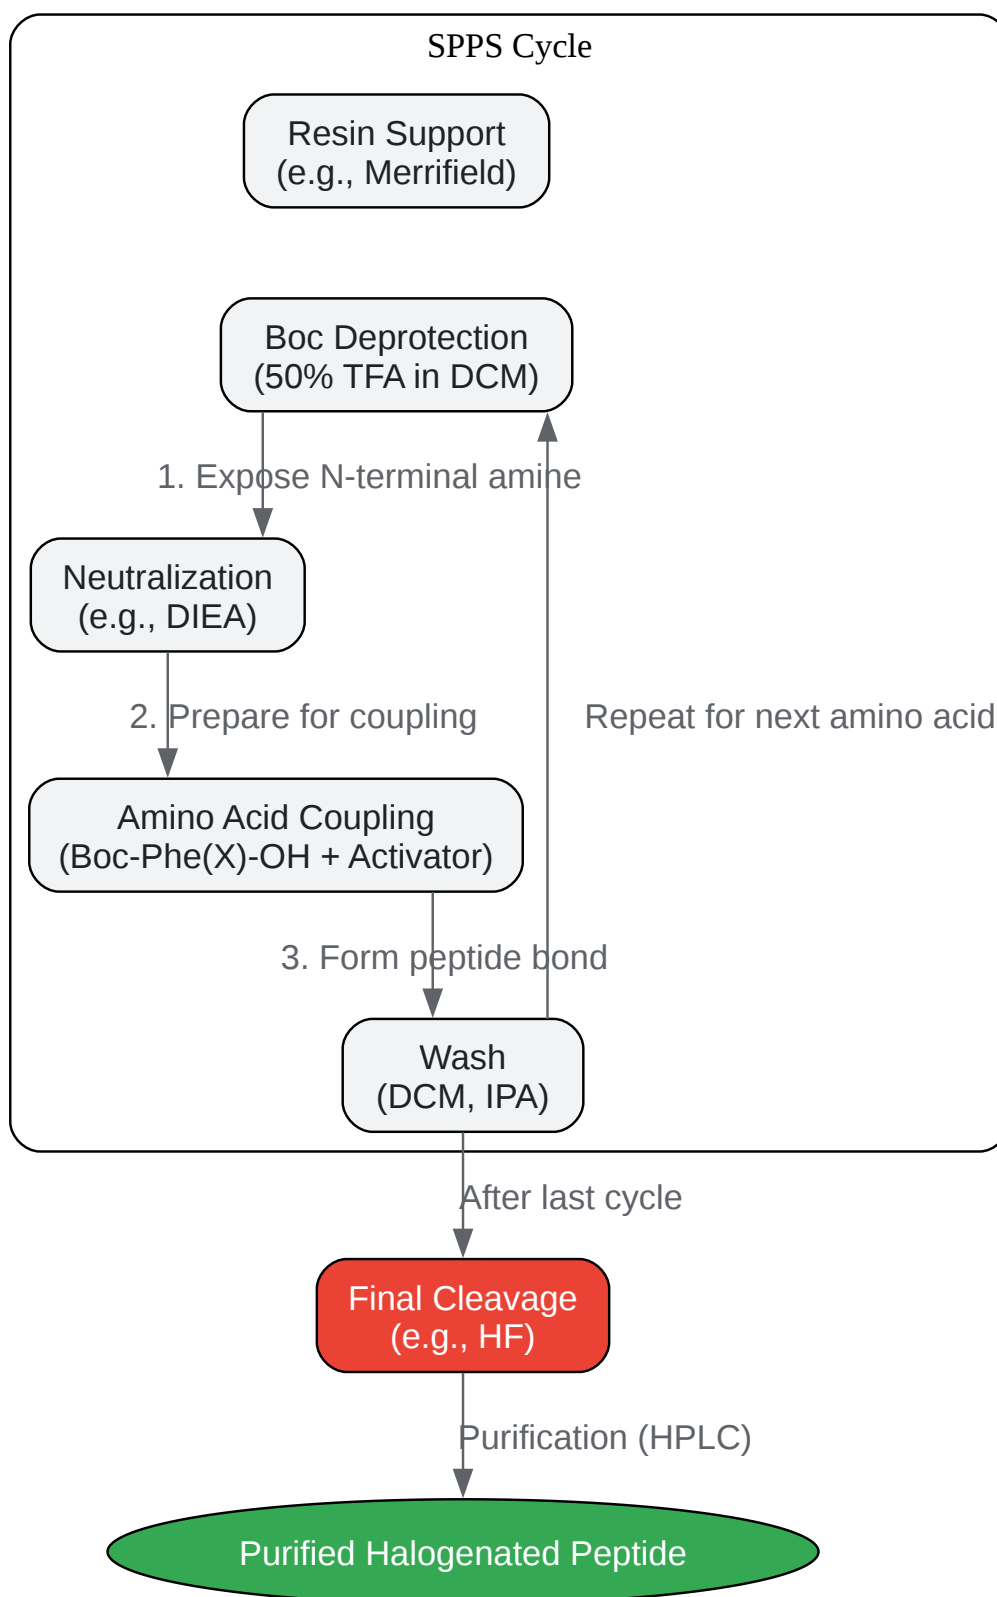 SPPS Cycle
Resin Support
(e.g., Merrifield)
Boc Deprotection
(50% TFA in DCM)
1. Expose N-terminal amine
Neutralization
(e.g., DIEA)
2. Prepare for coupling
Repeat for next amino acid
Amino Acid Coupling
(Boc-Phe(X)-OH + Activator)
3. Form peptide bond
Wash
(DCM, IPA)
After last cycle
Final Cleavage
(e.g., HF)
Purification (HPLC)
Purified Halogenated Peptide